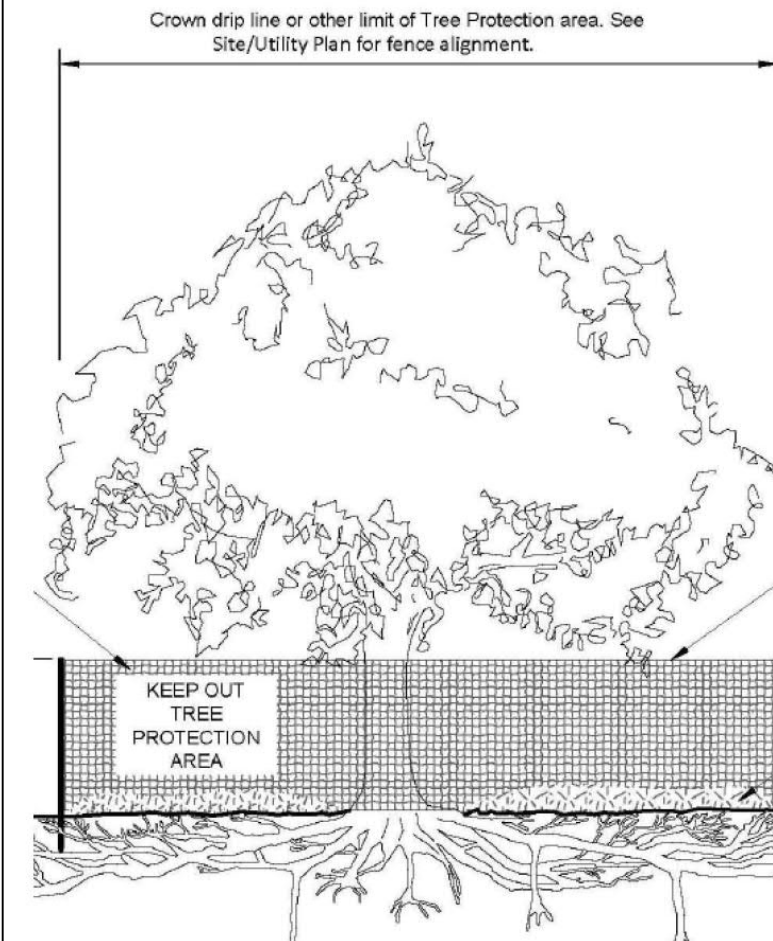 Crown drip line or other limit of Tree Protection area. See
Site/Utility Plan for fence alignment.
KEEP OUT
TREE
PROTECTION
AREA